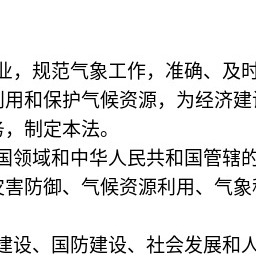 业，规范气象工作，准确、及时
利用和保护气候资源，为经济建设
务，制定本法。
国领域和中华人民共和国管辖的
灾害防御、气候资源利用、气象科
建设、国防建设、社会发展和人